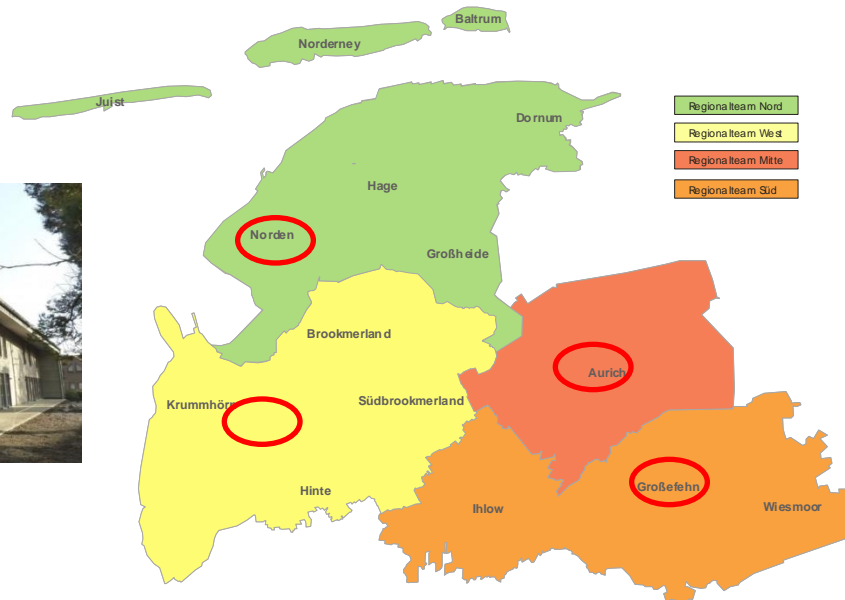 Baltrum
Norderney
Juist
Dornum
Hage
Norden
Großheide
Regionalteam Nord
Regionalteam West
Regionalteam Mitte
Regionalteam Süd
Brookmerland
Aurich
Krummhörn
Südbrookmerland
Hinte
Großefehn
Ihlow
Wiesmoor